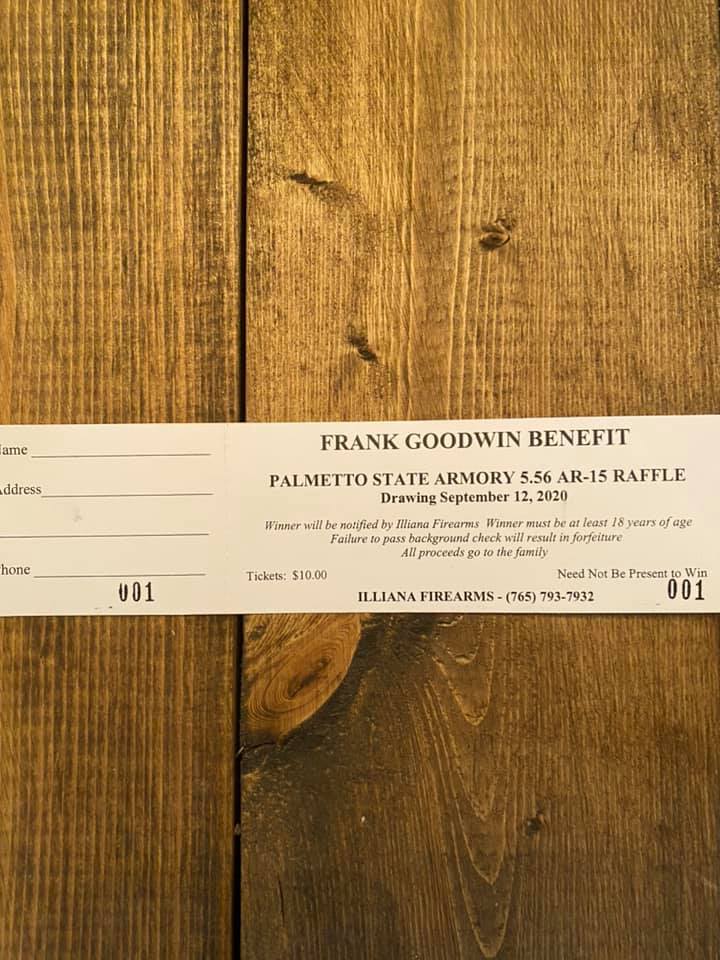 ame
ddress
hone
001
FRANK GOODWIN BENEFIT
PALMETTO STATE ARMORY 5.56 AR-15 RAFFLE
Drawing September 12, 2020
Winner will be notified by Illiana Firearms Winner must be at least 18 years of age
Failure to pass background check will result in forfeiture
All proceeds go to the family
Tickets: $10.00 Need Not Be Present to Win
ILLIANA FIREARMS - (765) 793-7932
001